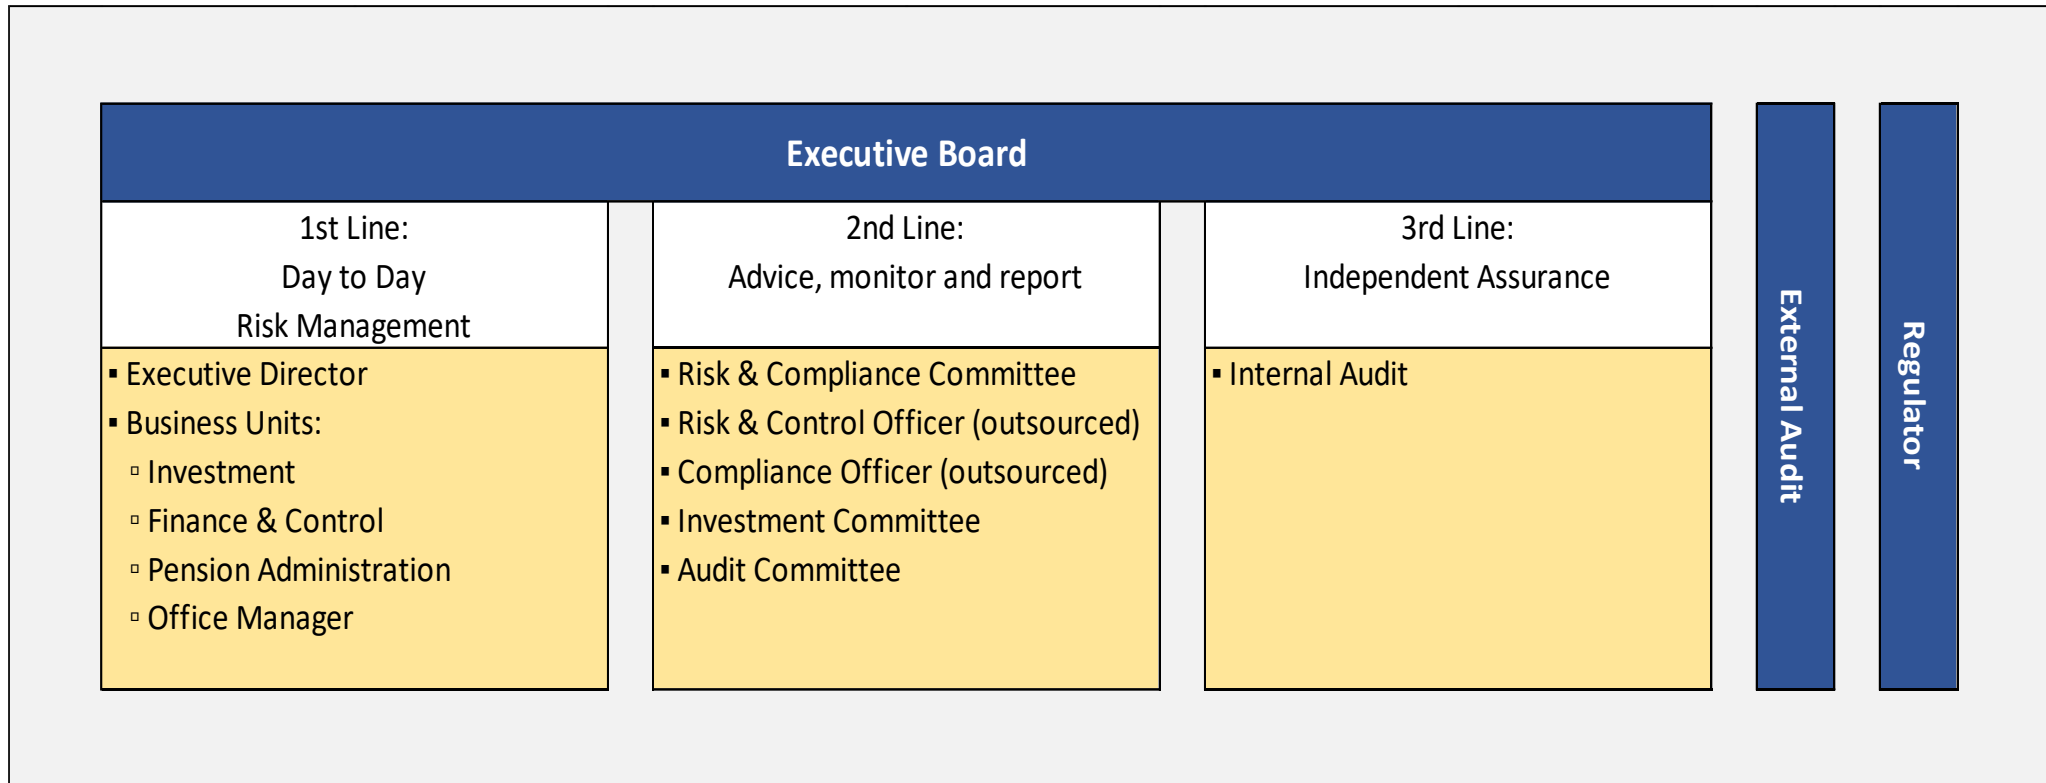 Executive Board
1st Line:
Day to Day
Risk Management
▪ Executive Director
▪ Business Units:
▫ Investment
▫ Finance & Control
▫ Pension Administration
▫ Office Manager
2nd Line:
Advice, monitor and report
▪ Risk & Compliance Committee
▪ Risk & Control Officer (outsourced)
▪ Compliance Officer (outsourced)
▪ Investment Committee
▪ Audit Committee
3rd Line:
Independent Assurance
▪ Internal Audit
External Audit
Regulator